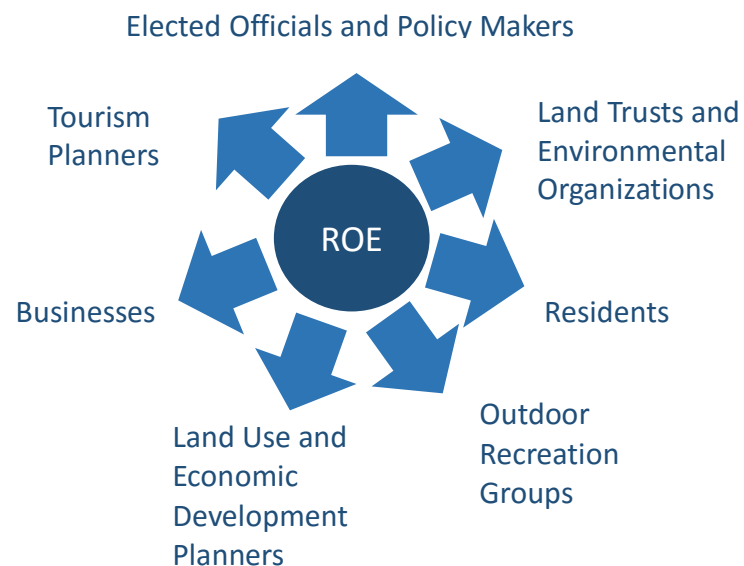 Elected Officials and Policy Makers
Tourism
Planners
Land Trusts and
Environmental
Organizations
ROE
Businesses
Residents
Land Use and
Economic
Development
Planners
Outdoor
Recreation
Groups